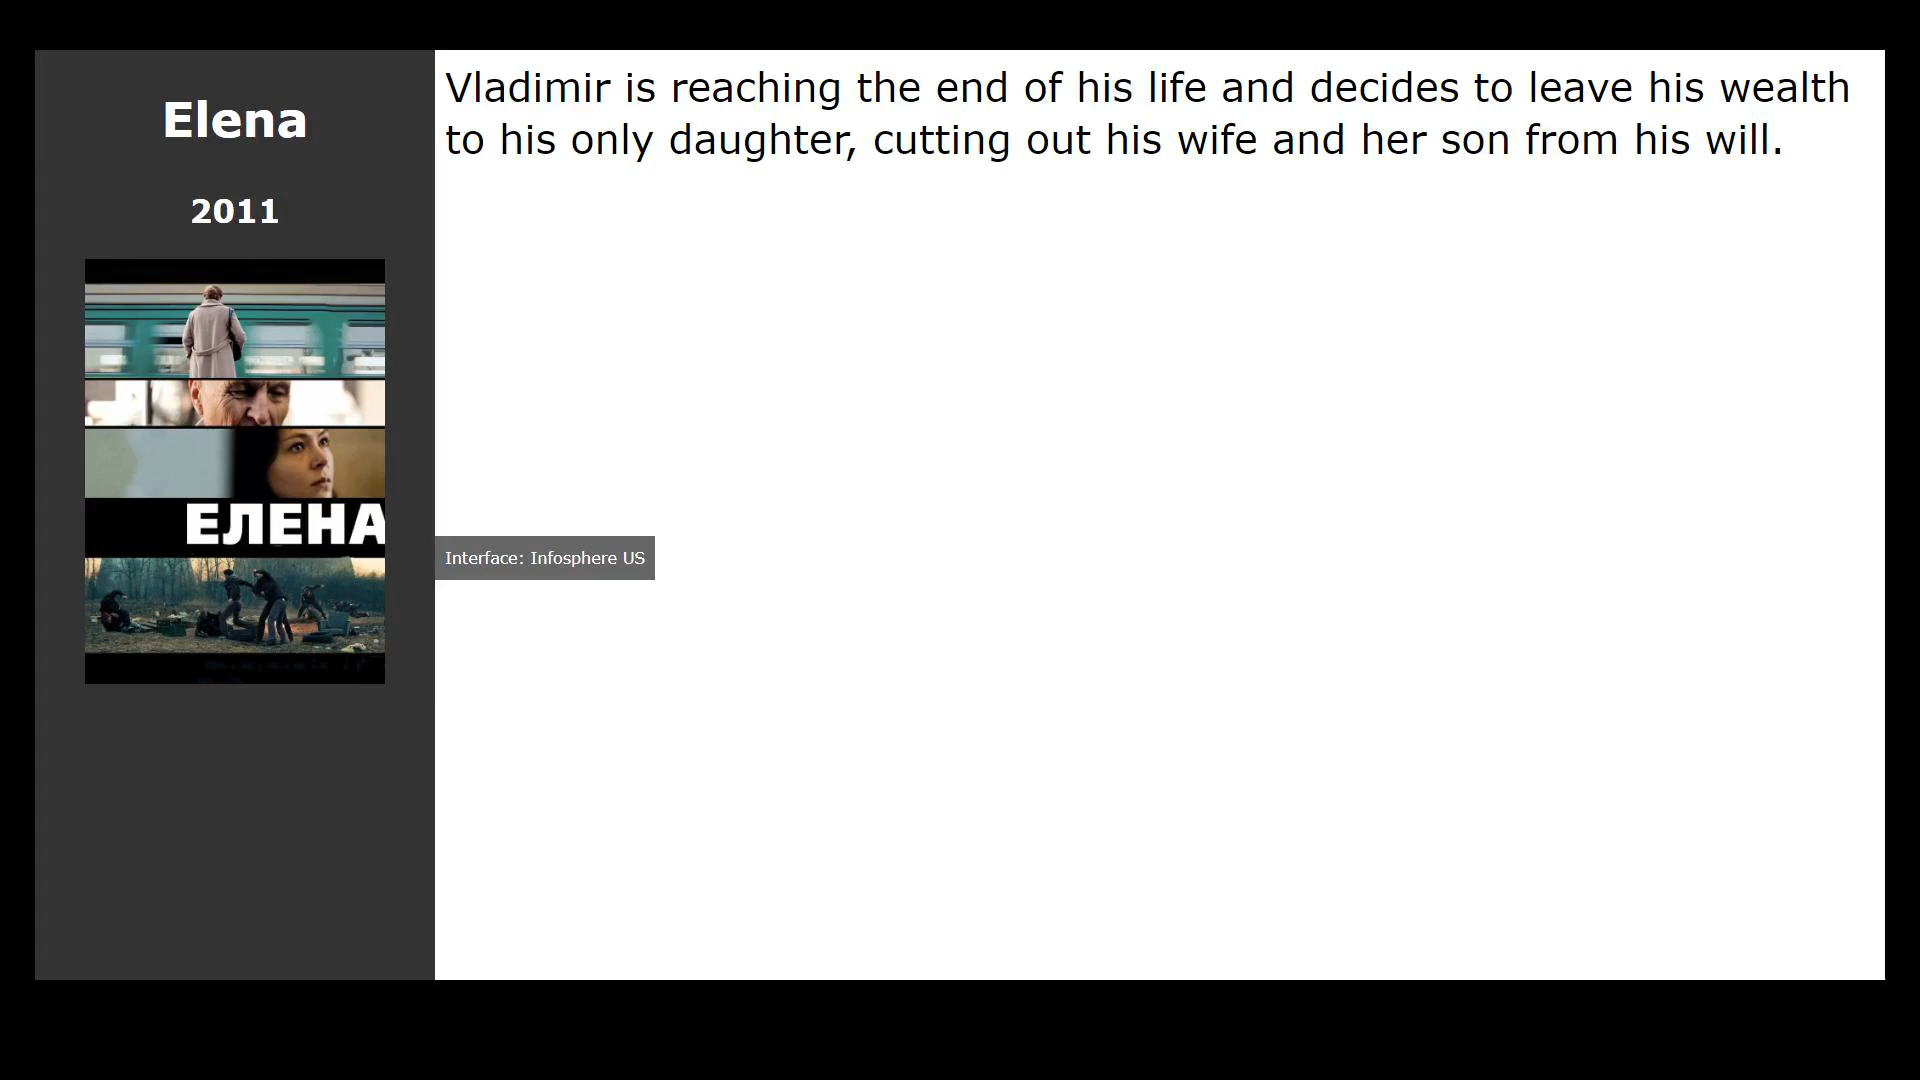 Elena
2011
ЕЛЕНА
Vladimir is reaching the end of his life and decides to leave his wealth
to his only daughter, cutting out his wife and her son from his will.
Interface: Infosphere US